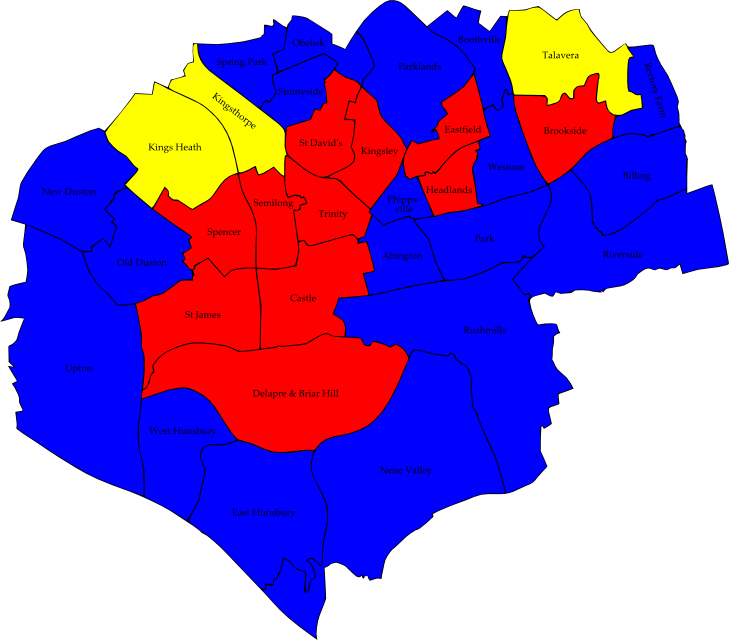 Obelisk
Boothville
Talavera
Spring Park
Parklands
Sunnyside
Rectory Farm
Kingsthorpe
Eastfield
Brookside
St David's
Kings Heath
Kingsley
Weston
Billing
New Duston
Headlands
Semilong
Phipps-
ville
Trinity
Spencer
Park
Abington
Riverside
Old Duston
Castle
St James
Rushmills
Upton
Delapre & Briar Hill
West Hunsbury
Nene Valley
East Hunsbury